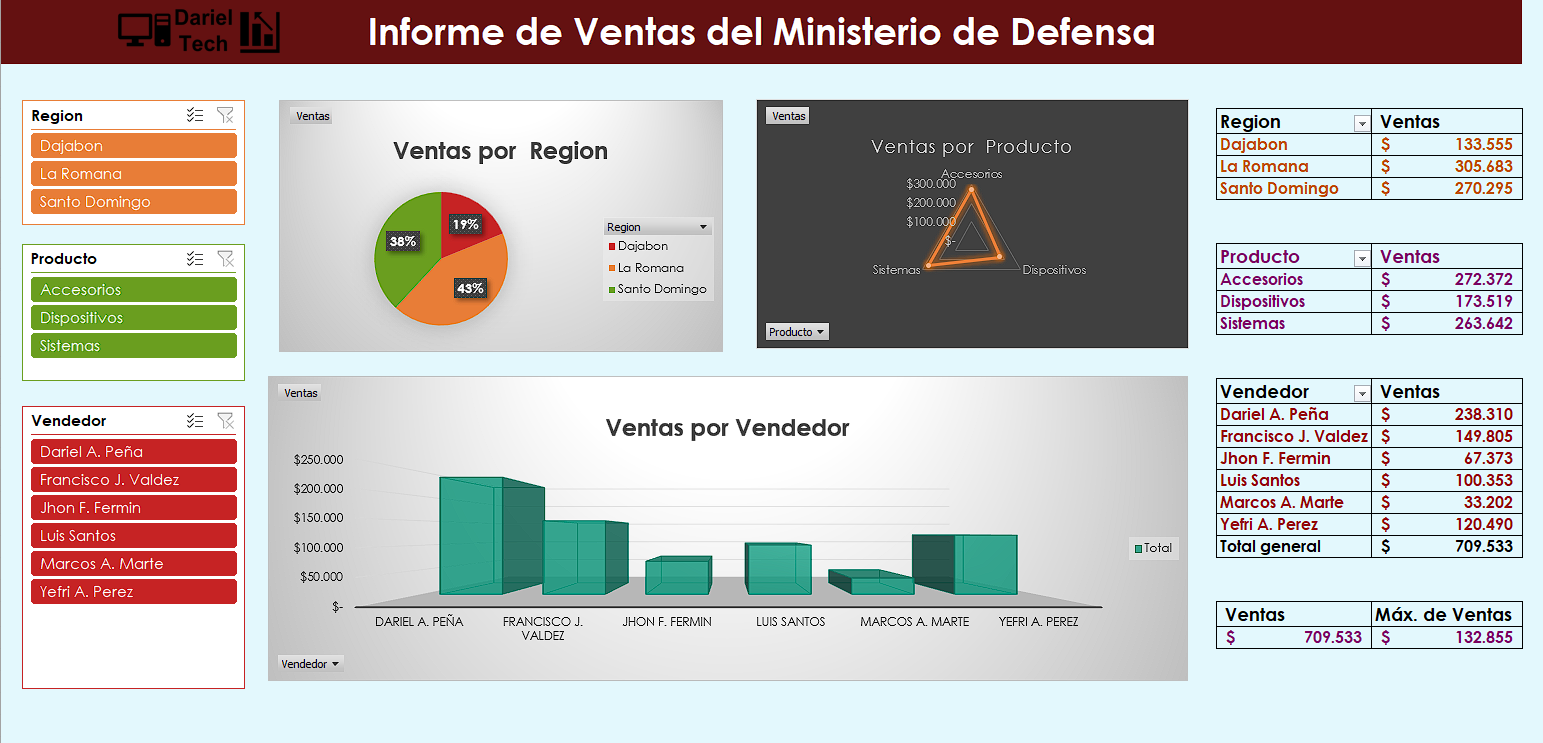 Dariel
Tech
Informe de Ventas del Ministerio de Defensa
Region
Dajabon
La Romana
Santo Domingo
Producto
Accesorios
Dispositivos
Sistemas
Vendedor
Dariel A. Peña
Francisco J. Valdez
Jhon F. Fermin
Luis Santos
Marcos A. Marte
Yefri A. Perez
Ventas
Ventas por Region
19%
38%
43%
Region
Dajabon
La Romana
Santo Domingo
Ventas
Ventas por Producto
Accesorios
$300.000
$200.000
$100.000
$-
Sistemas
Dispositivos
Producto
Ventas
Ventas por Vendedor
$250.000
$200.000
$150.000
$100.000
$50.000
$-
DARIEL A. PEÑA
FRANCISCO J.
VALDEZ
JHON F. FERMIN
LUIS SANTOS
MARCOS A. MARTE
YEFRI A. PEREZ
Total
Vendedor
Region Ventas
Dajabon $ 133.555
La Romana $ 305.683
Santo Domingo $ 270.295
Producto Ventas
Accesorios $ 272.372
Dispositivos $ 173.519
Sistemas $ 263.642
Vendedor Ventas
Dariel A. Peña $ 238.310
Francisco J. Valdez $ 149.805
Jhon F. Fermin $ 67.373
Luis Santos $ 100.353
Marcos A. Marte $ 33.202
Yefri A. Perez $ 120.490
Total general $ 709.533
Ventas Máx. de Ventas
$ 709.533 $ 132.855